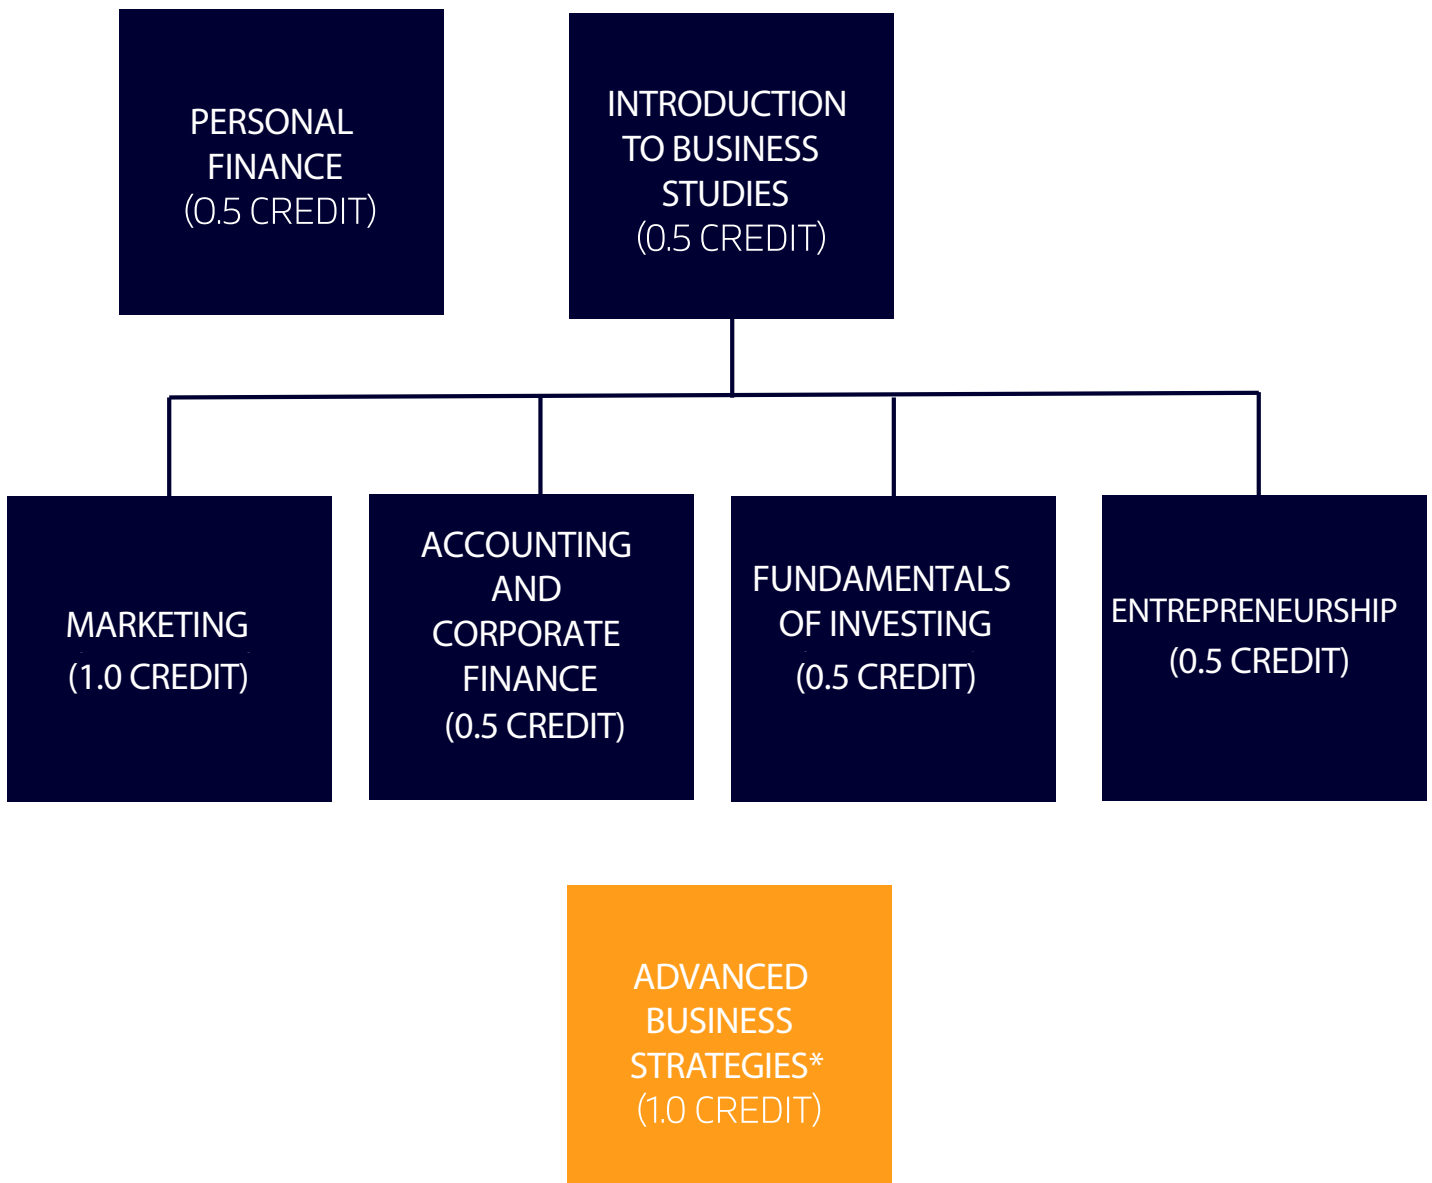 PERSONAL
FINANCE
(0.5 CREDIT)
INTRODUCTION
TO BUSINESS
STUDIES
(0.5 CREDIT)
MARKETING
(1.0 CREDIT)
ACCOUNTING
AND
CORPORATE
FINANCE
(0.5 CREDIT)
FUNDAMENTALS
OF INVESTING
(0.5 CREDIT)
ENTREPRENEURSHIP
(0.5 CREDIT)
ADVANCED
BUSINESS
STRATEGIES*
(1.0 CREDIT)